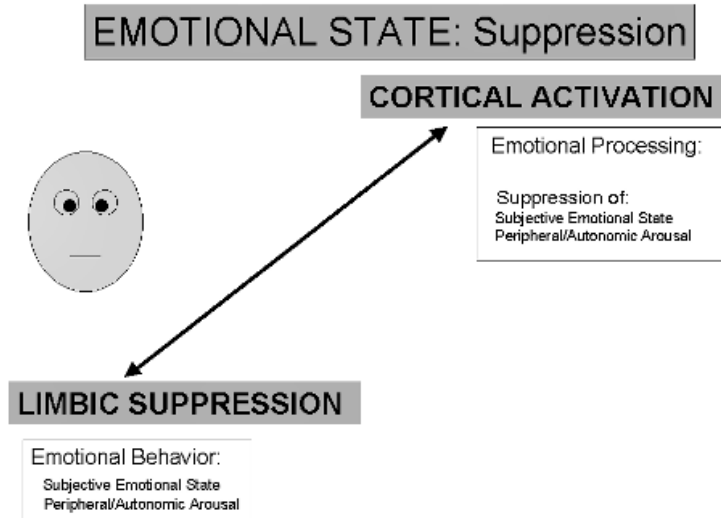 EMOTIONAL STATE: Suppression
CORTICAL ACTIVATION
Emotional Processing:
Suppression of:
Subjective Emotional State
Peripheral/Autonomic Arousal
LIMBIC SUPPRESSION
Emotional Behavior:
Subjective Emotional State
Peripheral/Autonomic Arousal